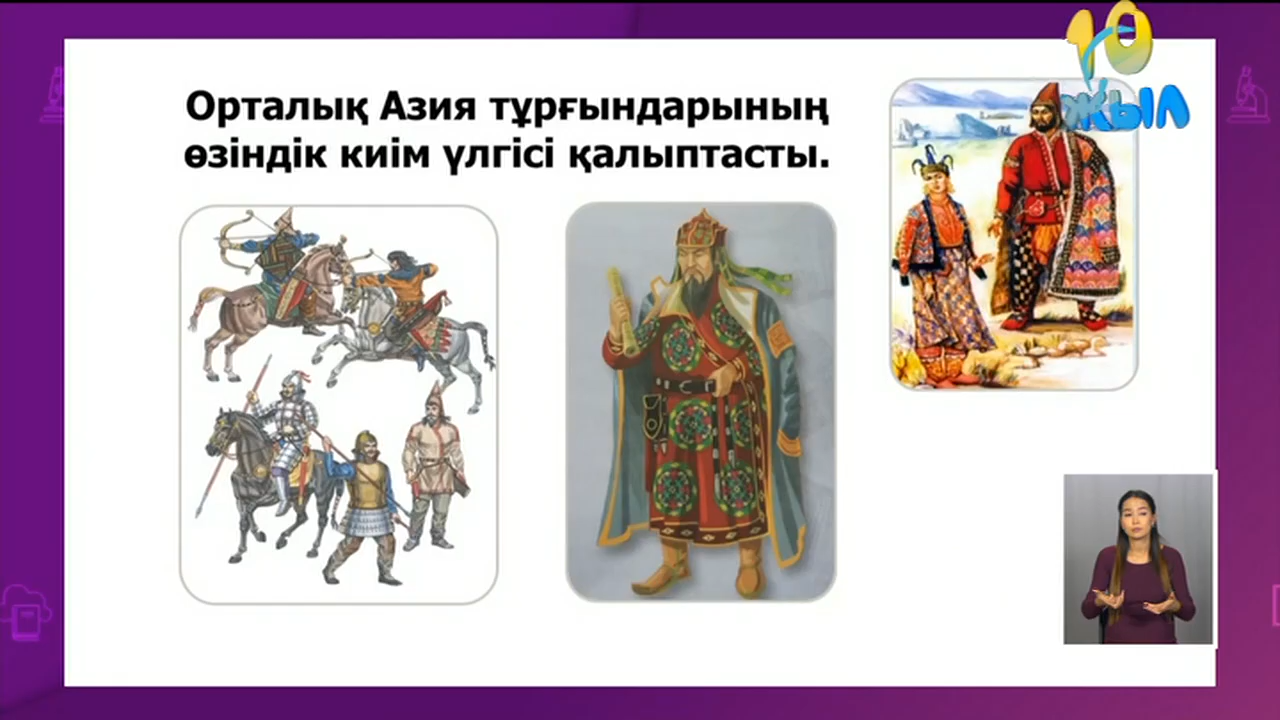 Орталық Азия тұрғындарының
өзіндік киім үлгісі қалыптасты.
10
жыл